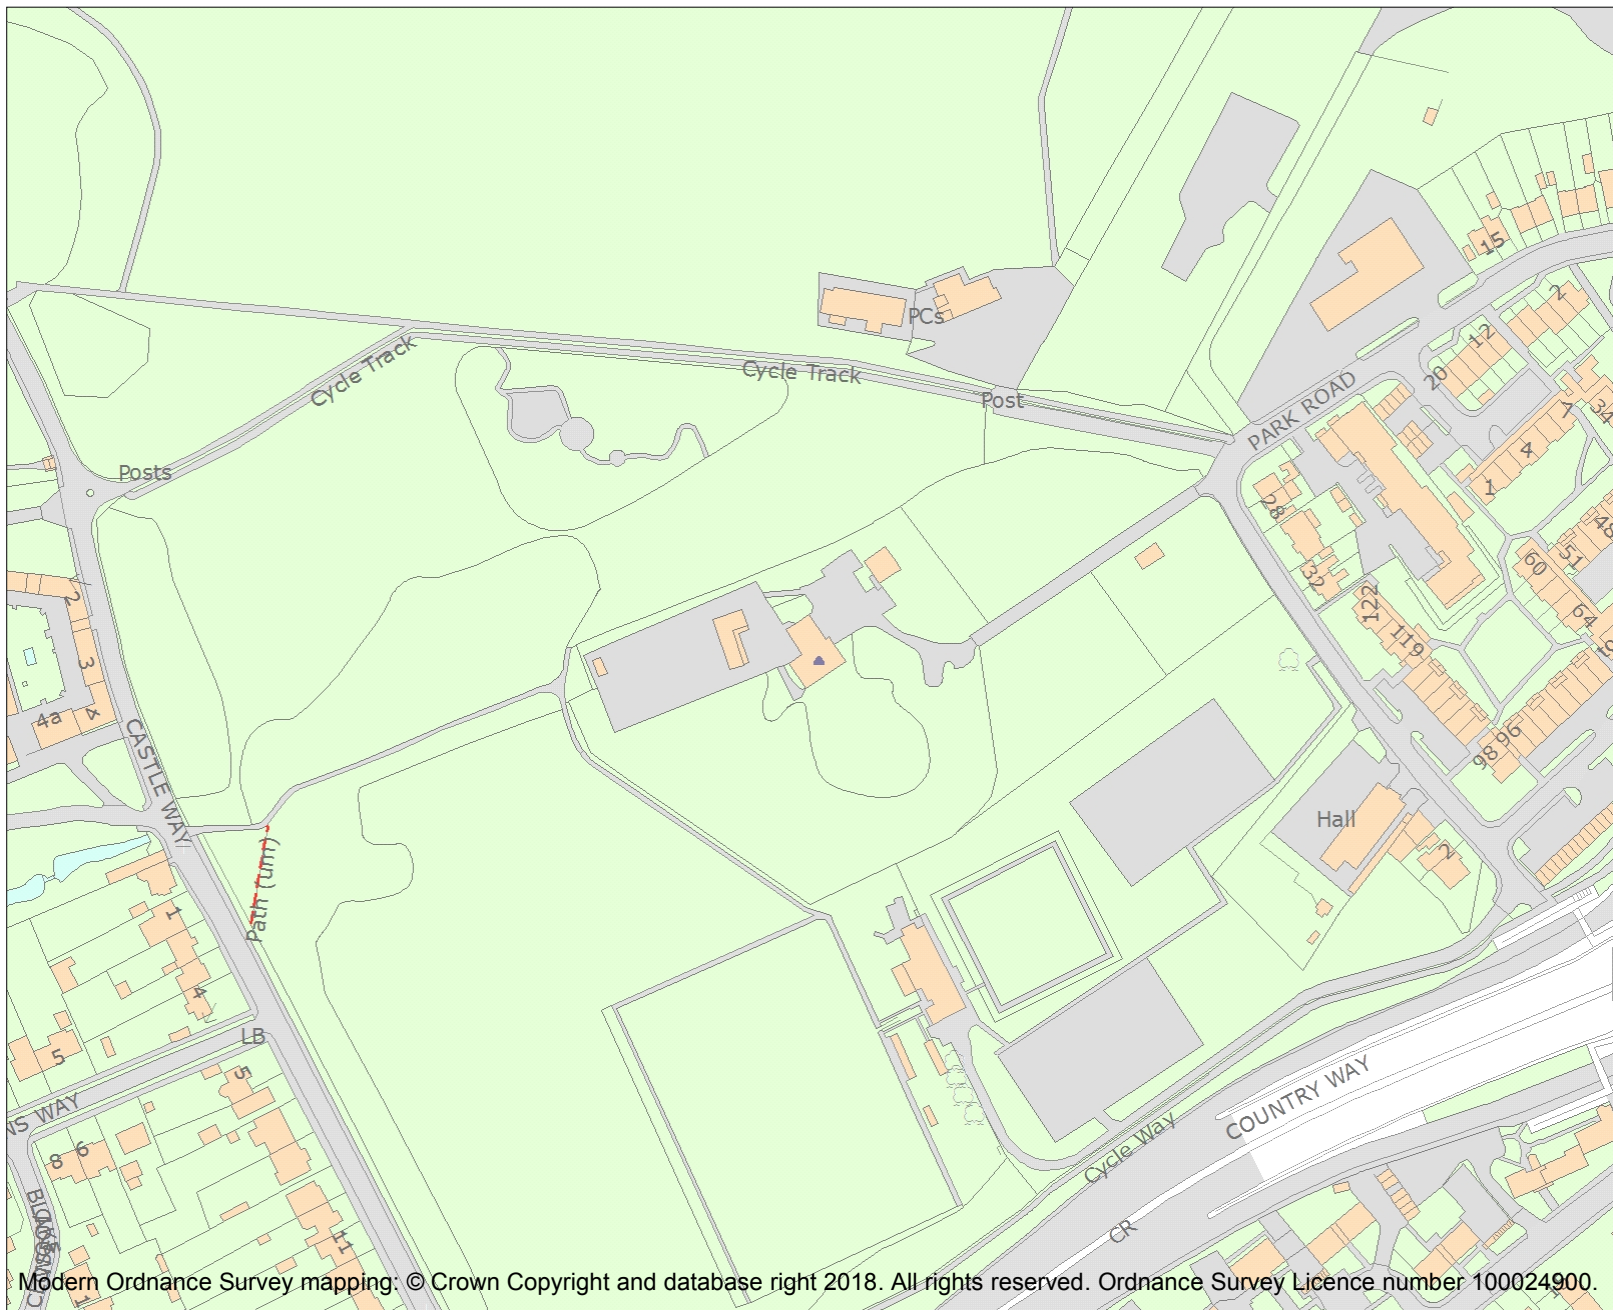 15
2
12
PCs
Cycle Track
Cycle Track
20
PARK ROAD
Post
7
34
4
Posts
1
28
48
51
60
32
2
122
64
119
3
4a
4
CASTLE WAY
96
98
Hall
2
Path (um)
1
4
LB
5
5
COUNTRY WAY
NS WAY
Cycle Way
6
8
CR
11
Modern Ordnance Survey mapping: © Crown Copyright and database right 2018. All rights reserved. Ordnance Survey Licence number 100024900.